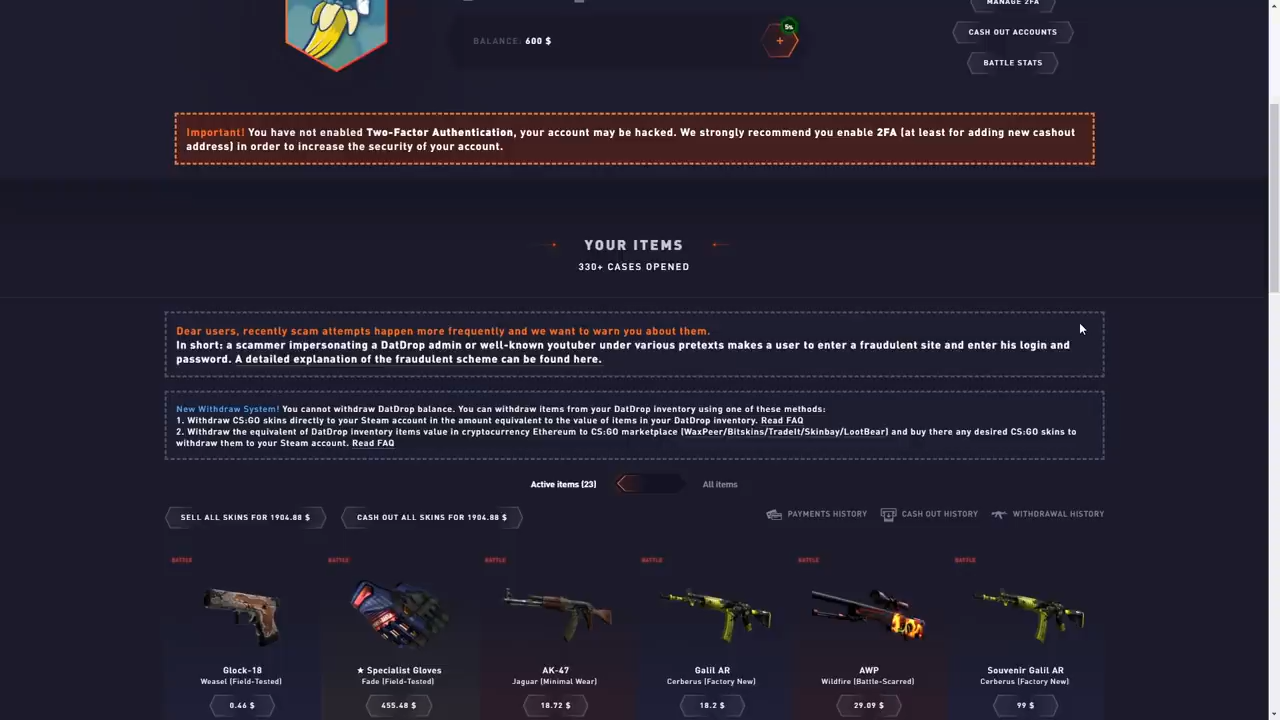 MANAGE 2FA
BALANCE: 600 $
5%
+
CASH OUT ACCOUNTS
BATTLE STATS
Important! You have not enabled Two-Factor Authentication, your account may be hacked. We strongly recommend you enable 2FA (at least for adding new cashout
address) in order to increase the security of your account.
YOUR ITEMS
330+ CASES OPENED
Dear users, recently scam attempts happen more frequently and we want to warn you about them.
In short: a scammer impersonating a DatDrop admin or well-known youtuber under various pretexts makes a user to enter a fraudulent site and enter his login and
password. A detailed explanation of the fraudulent scheme can be found here.
New Withdraw System! You cannot withdraw DatDrop balance. You can withdraw items from your DatDrop inventory using one of these methods:
1. Withdraw CS:GO skins directly to your Steam account in the amount equivalent to the value of items in your DatDrop inventory. Read FAQ
2. Withdraw the equivalent of DatDrop inventory items value in cryptocurrency Ethereum to CS:GO marketplace (WaxPeer/Bitskins/TradeIt/Skinbay/LootBear) and buy there any desired CS:GO skins to
withdraw them to your Steam account. Read FAQ
Active items (23) All items
SELL ALL SKINS FOR 1904.88 $ CASH OUT ALL SKINS FOR 1904.88 $ PAYMENTS HISTORY CASH OUT HISTORY WITHDRAWAL HISTORY
BATTLE BATTLE BATTLE BATTLE BATTLE BATTLE
Glock-18 ★ Specialist Gloves AK-47 Galil AR AWP Souvenir Galil AR
Weasel (Field-Tested) Fade (Field-Tested) Jaguar (Minimal Wear) Cerberus (Factory New) Wildfire (Battle-Scarred) Cerberus (Factory New)
0.46 $ 455.48 $ 18.72 $ 18.2 $ 29.09 $ 99 $